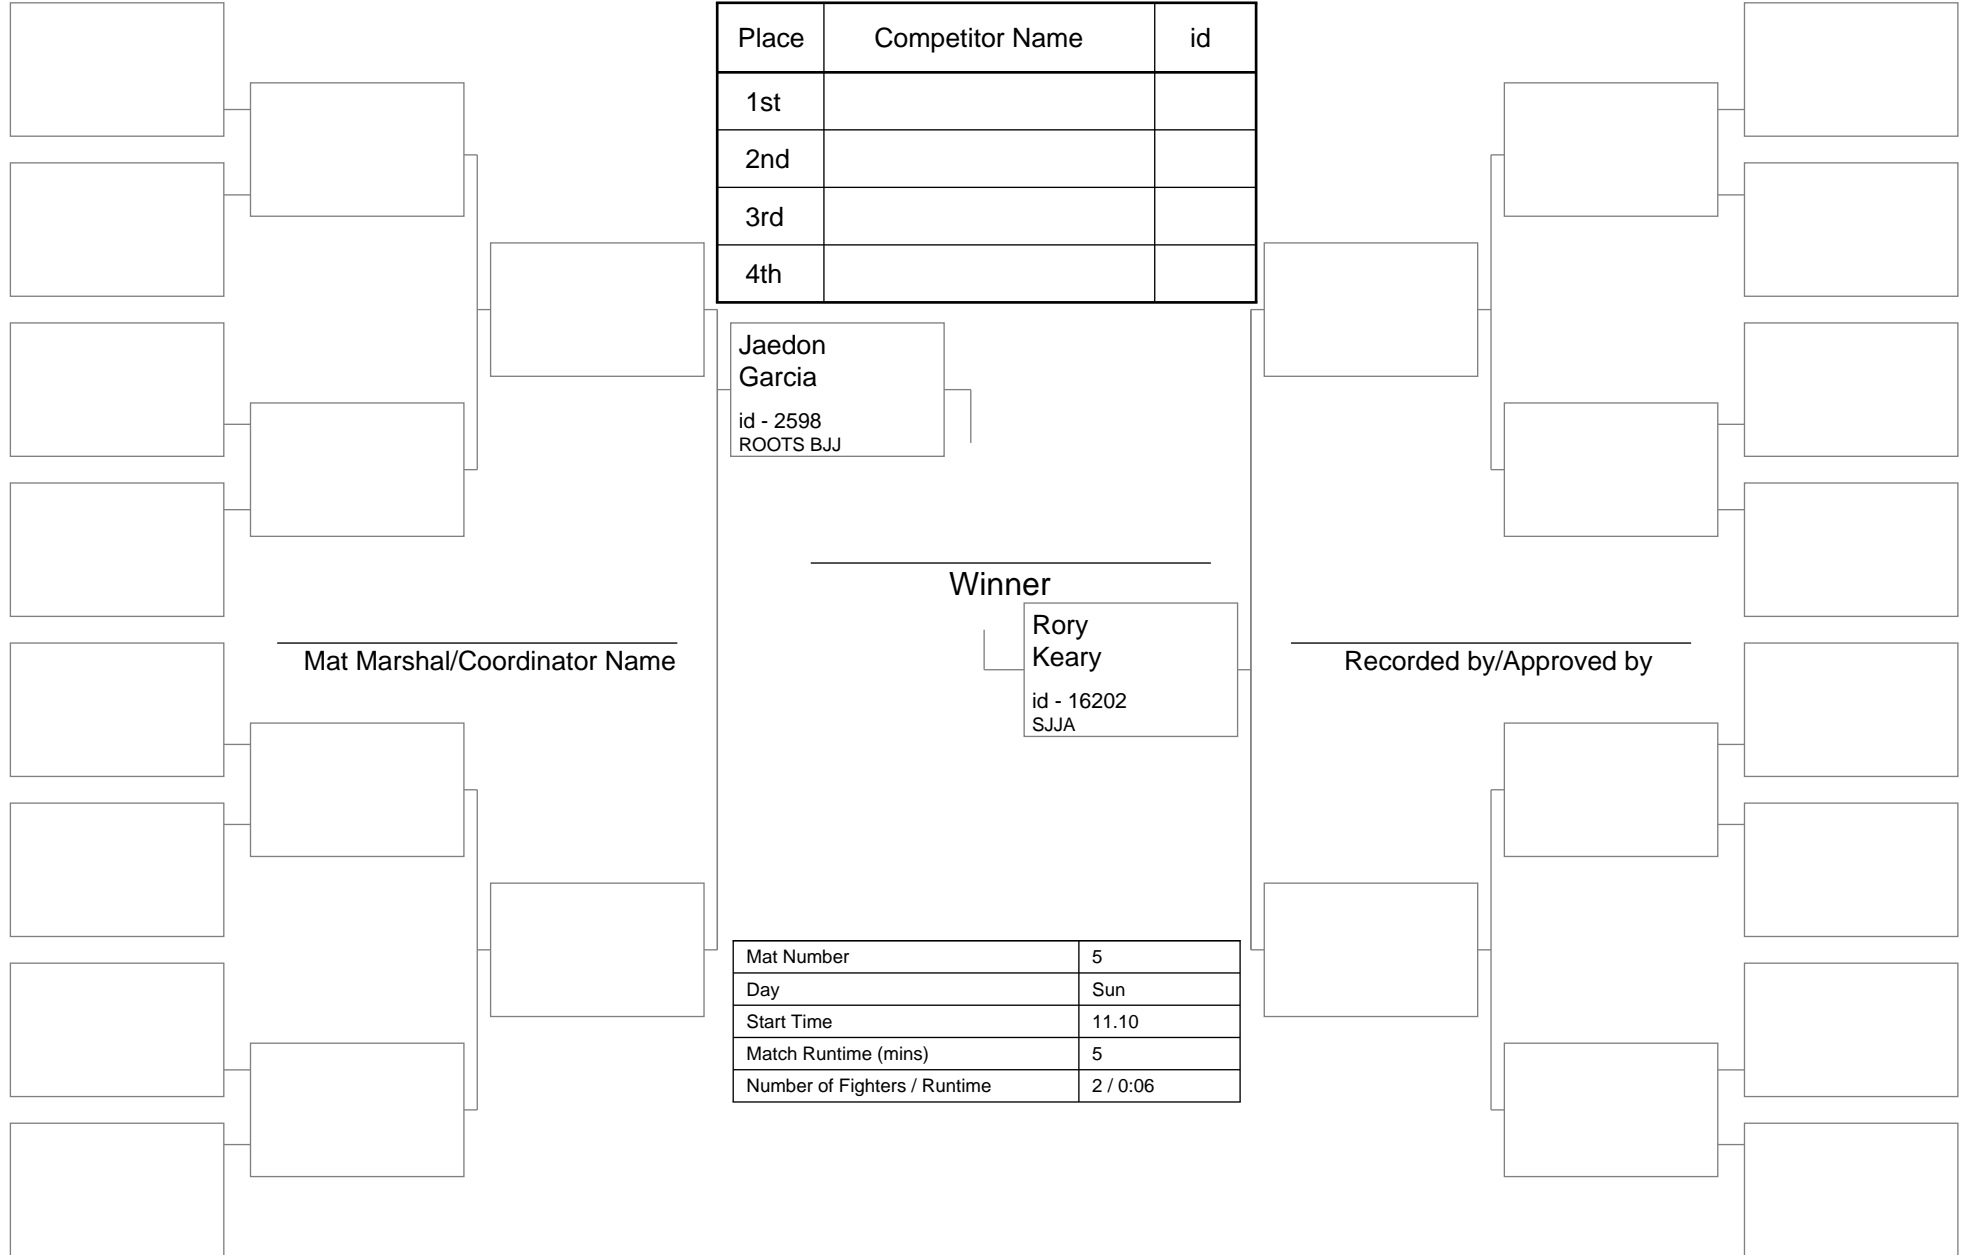 Place Competitor Name id
1st
2nd
3rd
4th
Jaedon
Garcia
id - 2598
ROOTS BJJ
Winner
Rory
Keary
id - 16202
SJJA
Mat Marshal/Coordinator Name
Recorded by/Approved by
Mat Number 5
Day Sun
Start Time 11.10
Match Runtime (mins) 5
Number of Fighters / Runtime 2 / 0:06